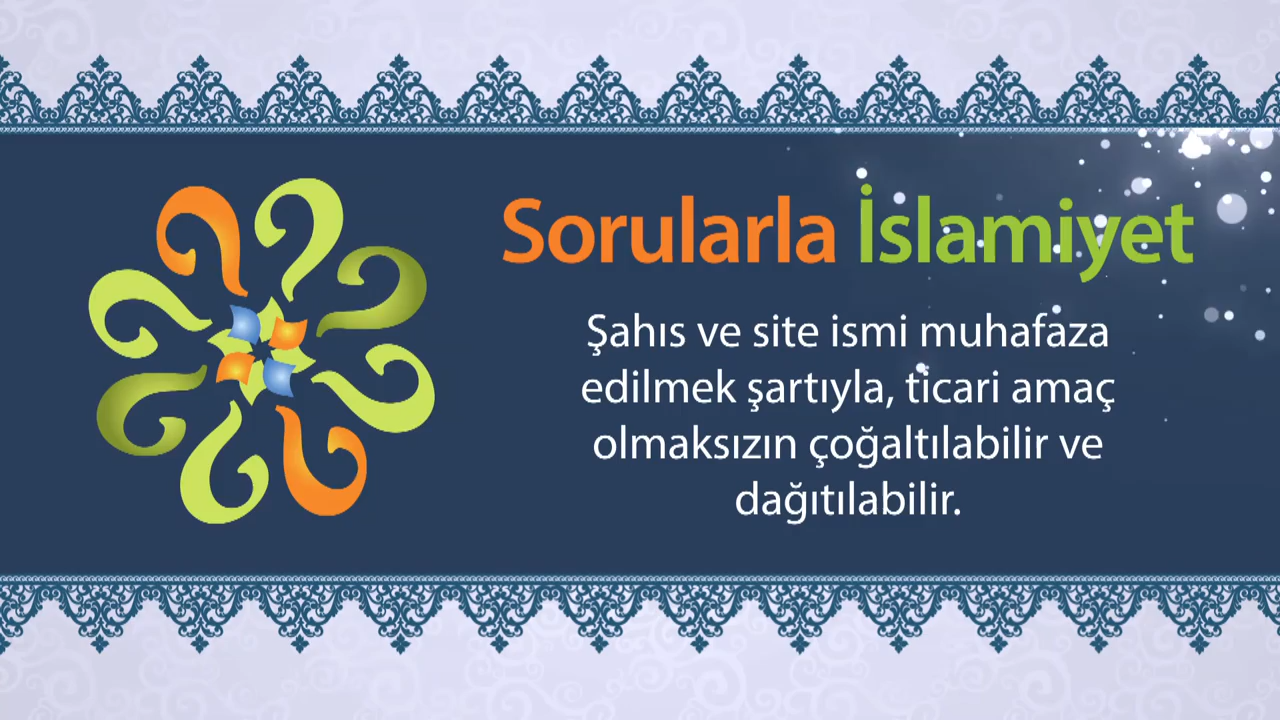 Sorularla İslamiyet
Şahıs ve site ismi muhafaza
edilmek şartıyla, ticari amaç
olmaksızın çoğaltılabilir ve
dağıtılabilir.